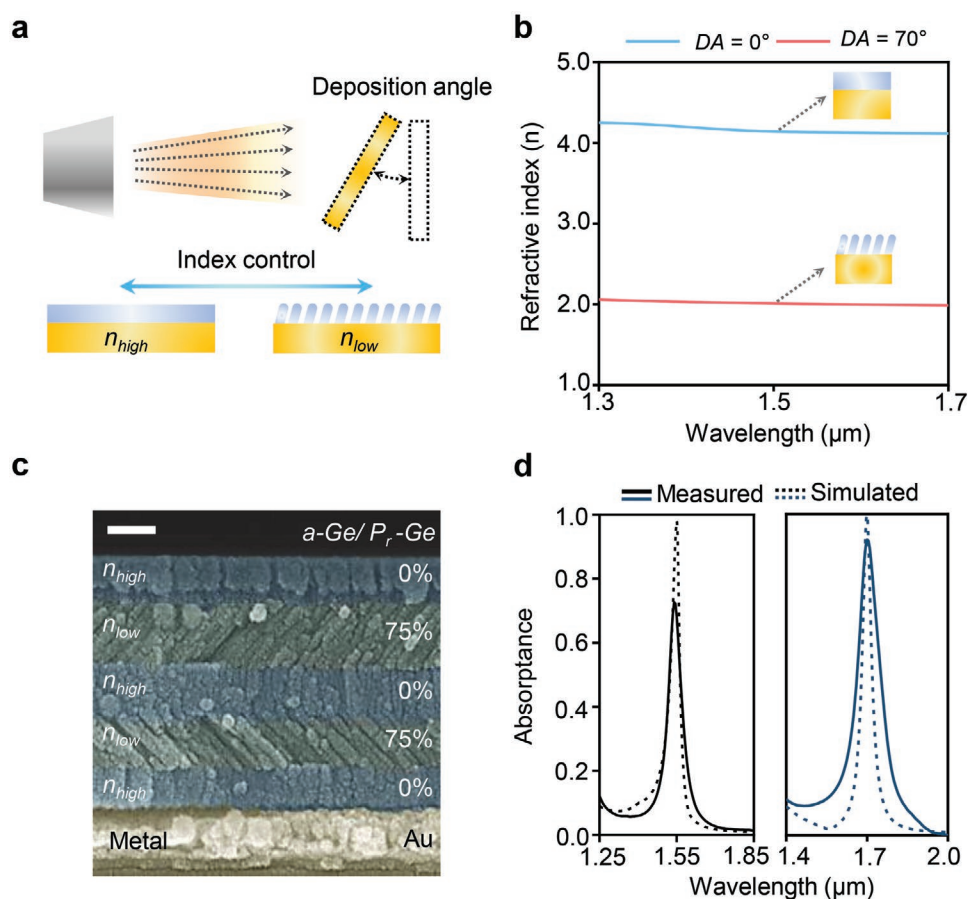 a
Deposition angle
Index control
n_high
n_low
b
DA = 0° DA = 70°
Refractive index (n)
5.0
4.0
3.0
2.0
1.0
1.3 1.5 1.7
Wavelength (μm)
c
a-Ge/ P_r -Ge
n_high 0%
n_low 75%
n_high 0%
n_low 75%
n_high 0%
Metal Au
d
Measured Simulated
Absorptance
1.0
0.8
0.6
0.4
0.2
0.0
1.25 1.55 1.85
1.4 1.7 2.0
Wavelength (μm)